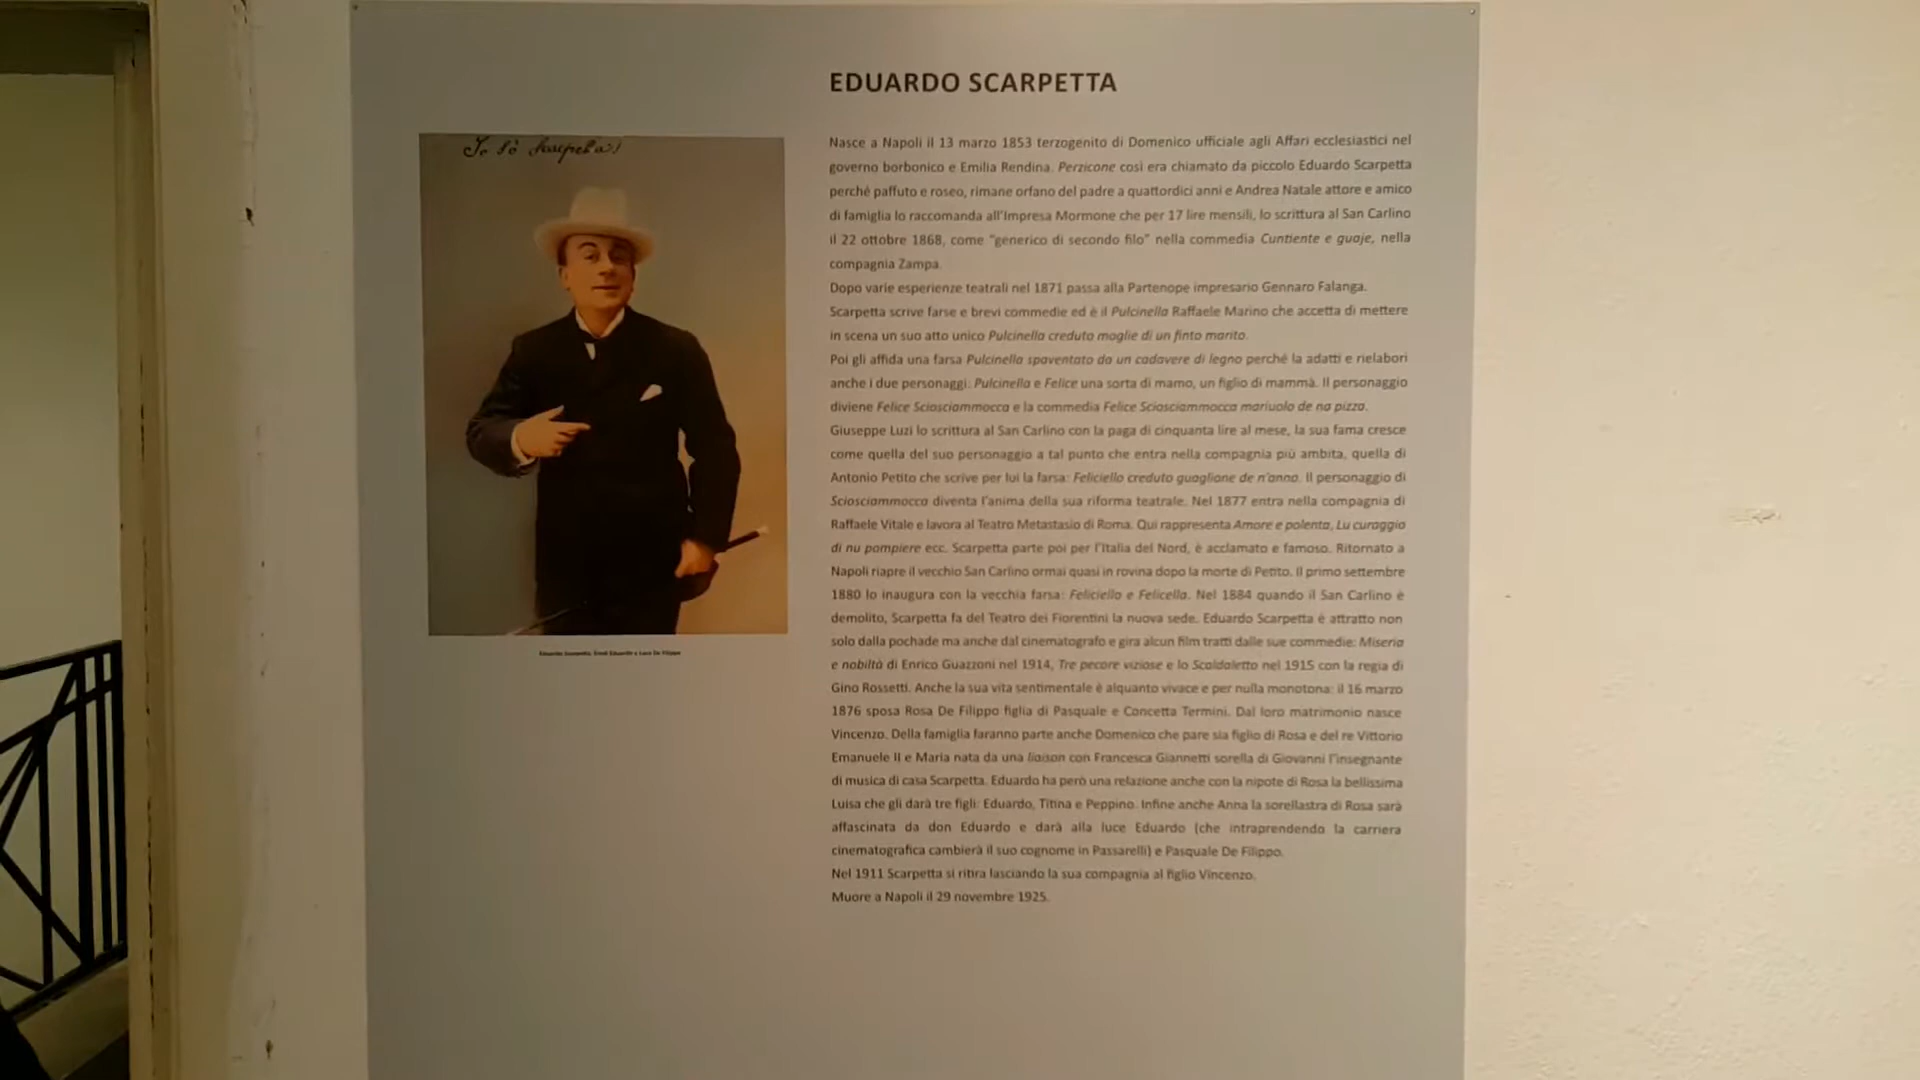 EDUARDO SCARPETTA
Io sò Scarpetta!
Nasce a Napoli il 13 marzo 1853 terzogenito di Domenico ufficiale agli Affari ecclesiastici nel
governo borbonico e Emilia Rendina. Perzicone così era chiamato da piccolo Eduardo Scarpetta
perché paffuto e roseo, rimane orfano del padre a quattordici anni e Andrea Natale attore e amico
di famiglia lo raccomanda all'Impresa Mormone che per 17 lire mensili, lo scrittura al San Carlino
il 22 ottobre 1868, come "generico di secondo filo" nella commedia Cuntiente e guaje, nella
compagnia Zampa.
Dopo varie esperienze teatrali nel 1871 passa alla Partenope impresario Gennaro Falanga.
Scarpetta scrive farse e brevi commedie ed è il Pulcinella Raffaele Marino che accetta di mettere
in scena un suo atto unico Pulcinella creduto moglie di un finto marito.
Poi gli affida una farsa Pulcinella spaventato da un cadavere di legno perché la adatti e rielabori
anche i due personaggi: Pulcinella e Felice una sorta di mamo, un figlio di mammà. Il personaggio
diviene Felice Sciosciammocca e la commedia Felice Sciosciammocca mariuolo de na pizza.
Giuseppe Luzi lo scrittura al San Carlino con la paga di cinquanta lire al mese, la sua fama cresce
come quella del suo personaggio a tal punto che entra nella compagnia più ambita, quella di
Antonio Petito che scrive per lui la farsa: Feliciello creduto guaglione de n'anno. Il personaggio di
Sciosciammocca diventa l'anima della sua riforma teatrale. Nel 1877 entra nella compagnia di
Raffaele Vitale e lavora al Teatro Metastasio di Roma. Qui rappresenta Amore e polenta, Lu curaggio
di nu pompiere ecc. Scarpetta parte poi per l'Italia del Nord, è acclamato e famoso. Ritornato a
Napoli riapre il vecchio San Carlino ormai quasi in rovina dopo la morte di Petito. Il primo settembre
1880 lo inaugura con la vecchia farsa: Feliciello e Felicella. Nel 1884 quando il San Carlino è
demolito, Scarpetta fa del Teatro dei Fiorentini la nuova sede. Eduardo Scarpetta è attratto non
solo dalla pochade ma anche dal cinematografo e gira alcun film tratti dalle sue commedie: Miseria
e nobiltà di Enrico Guazzoni nel 1914, Tre pecore viziose e lo Scaldaletto nel 1915 con la regia di
Gino Rossetti. Anche la sua vita sentimentale è alquanto vivace e per nulla monotona: il 16 marzo
1876 sposa Rosa De Filippo figlia di Pasquale e Concetta Termini. Dal loro matrimonio nasce
Vincenzo. Della famiglia faranno parte anche Domenico che pare sia figlio di Rosa e del re Vittorio
Emanuele II e Maria nata da una liaison con Francesca Giannetti sorella di Giovanni l'insegnante
di musica di casa Scarpetta. Eduardo ha però una relazione anche con la nipote di Rosa la bellissima
Luisa che gli darà tre figli: Eduardo, Titina e Peppino. Infine anche Anna la sorellastra di Rosa sarà
affascinata da don Eduardo e darà alla luce Eduardo (che intraprendendo la carriera
cinematografica cambierà il suo cognome in Passarelli) e Pasquale De Filippo.
Nel 1911 Scarpetta si ritira lasciando la sua compagnia al figlio Vincenzo.
Muore a Napoli il 29 novembre 1925.
Eduardo Scarpetta, Eredi Eduardo e Luca De Filippo